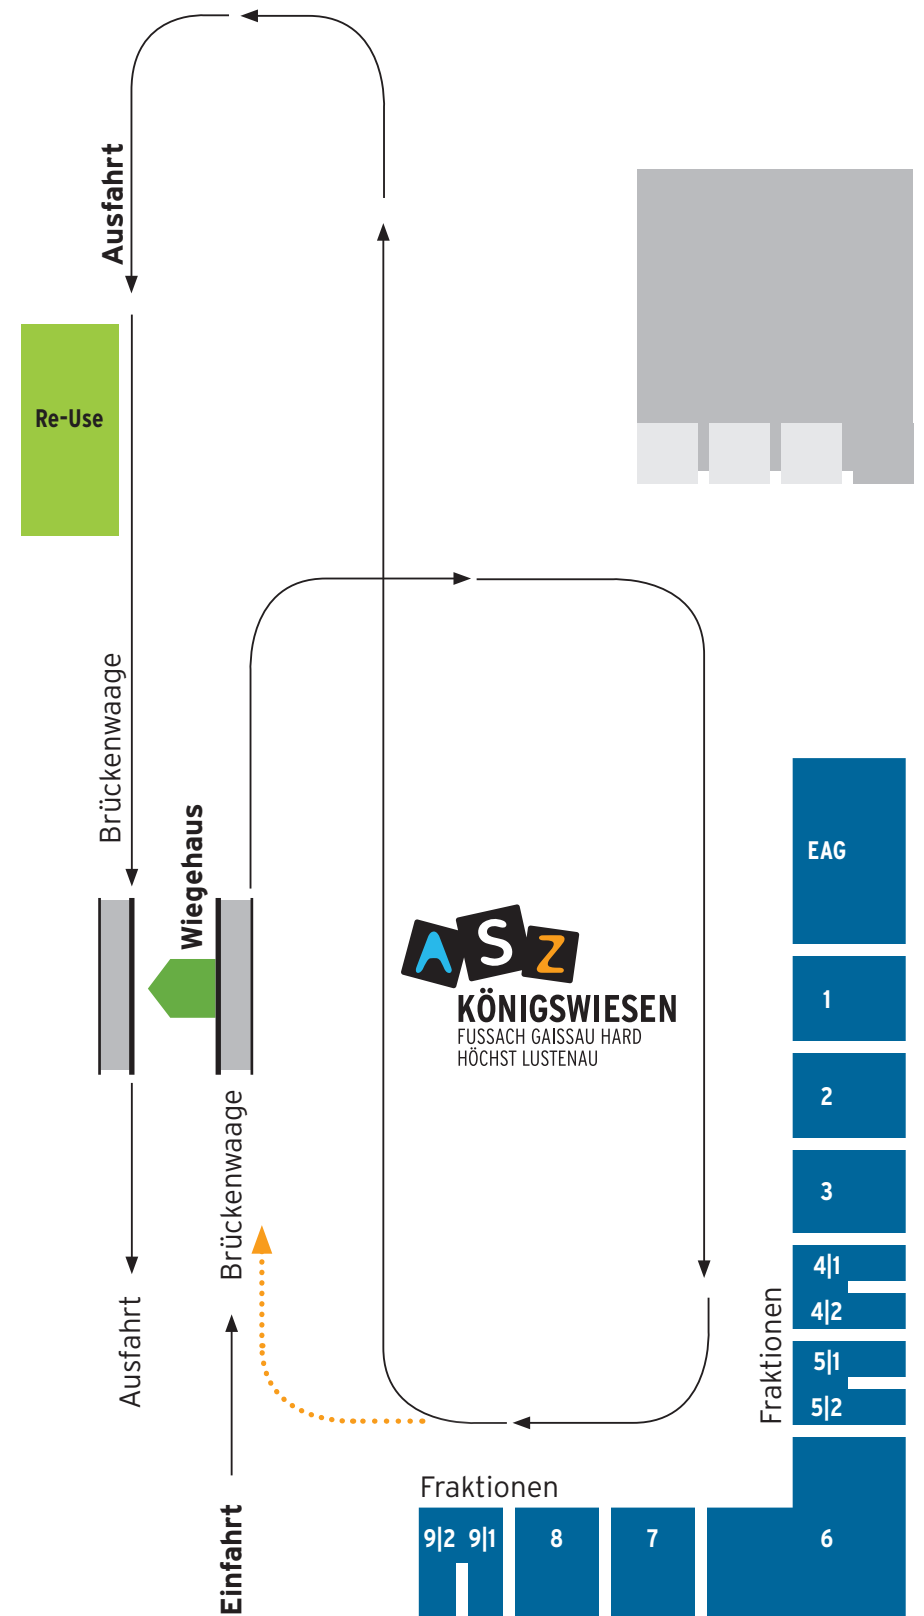 Ausfahrt
Re-Use
Brückenwaage
Wiegehaus
EAG
ASZ
KÖNIGSWIESEN
FUSSACH GAISSAU HARD
HÖCHST LUSTENAU
1
2
3
Brückenwaage
4|1
4|2
Ausfahrt
Fraktionen
5|1
5|2
Fraktionen
Einfahrt
9|2 9|1
8
7
6